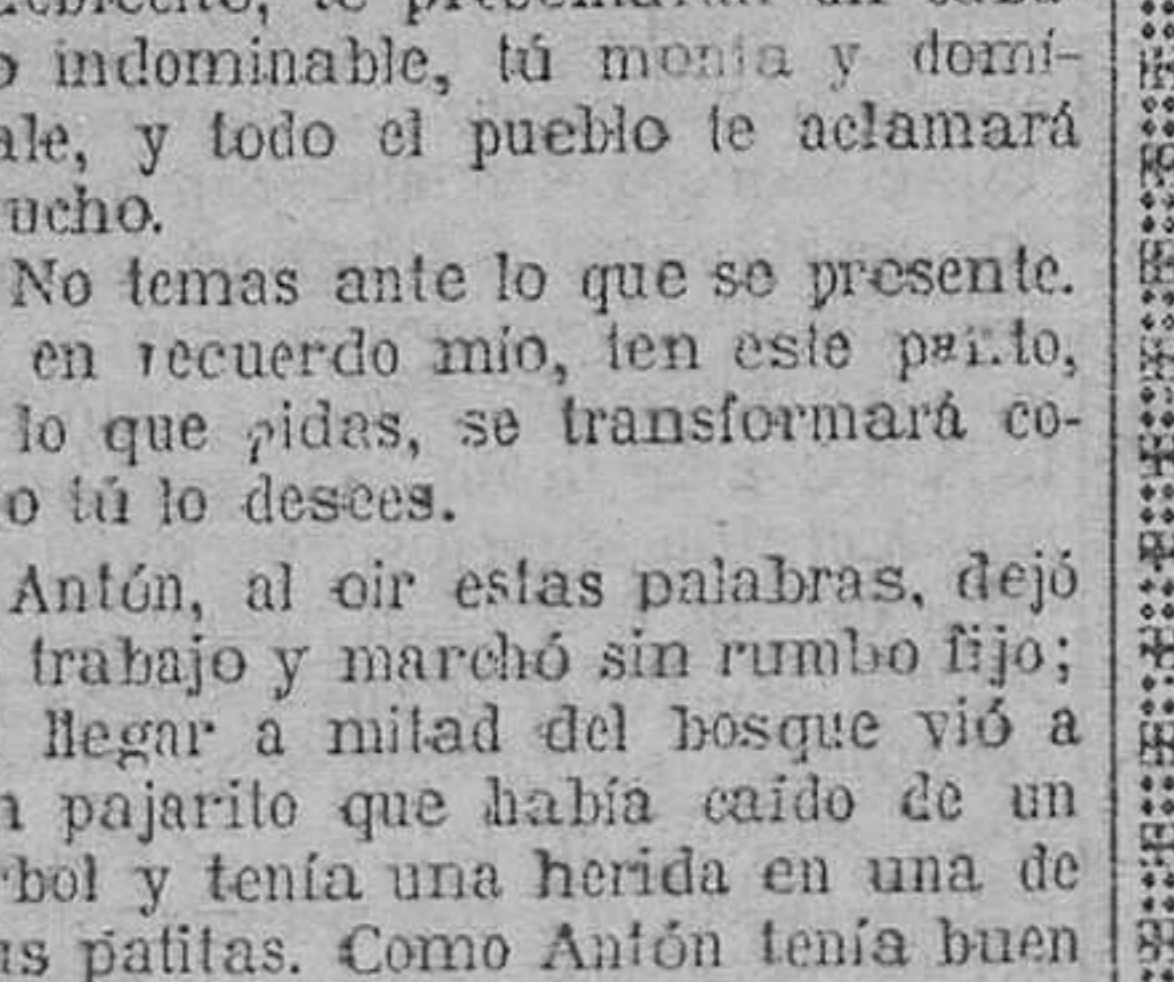 indominable, tú monta y domí-
ale, y todo el pueblo te aclamará
ucho.
No temas ante lo que se presente.
en recuerdo mío, ten este
lo que pidas, se transformará co-
o tú lo desees.
Antón, al oir estas palabras, dejó
trabajo y marchó sin rumbo fijo;
llegar a mitad del bosque vió a
pajarito que había caido de un
rbol y tenía una herida en una de
us patitas. Como Antón tenía buen